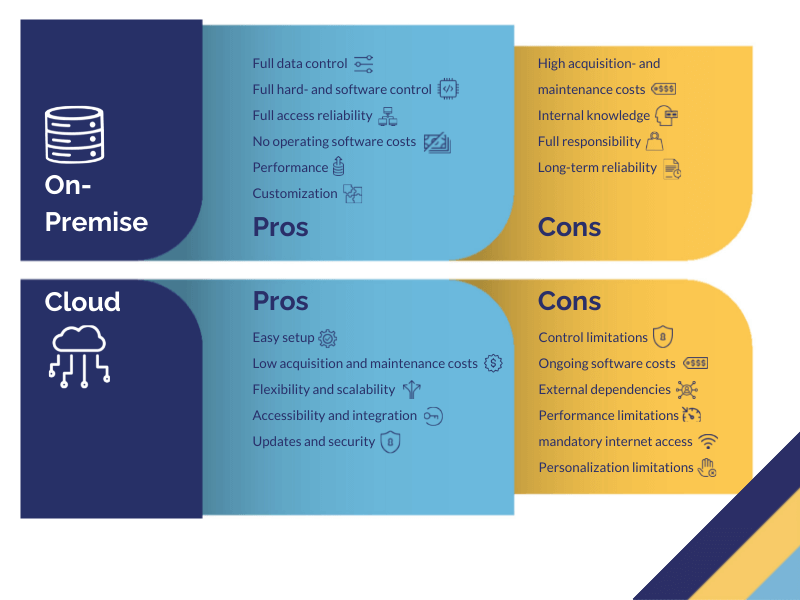 On-
Premise
Full data control
Full hard- and software control
Full access reliability
No operating software costs
Performance
Customization
Pros
High acquisition- and
maintenance costs
Internal knowledge
Full responsibility
Long-term reliability
Cons
Cloud
Pros
Easy setup
Low acquisition and maintenance costs
Flexibility and scalability
Accessibility and integration
Updates and security
Cons
Control limitations
Ongoing software costs
External dependencies
Performance limitations
mandatory internet access
Personalization limitations